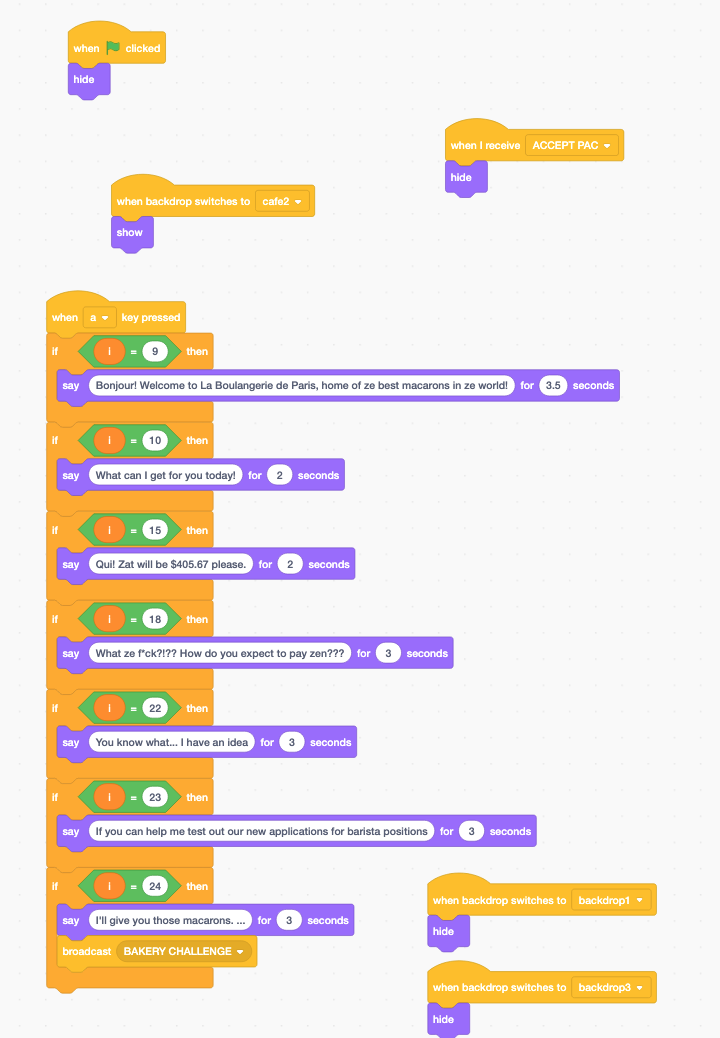 when clicked
hide
when I receive ACCEPT PAC
hide
when backdrop switches to cafe2
show
when a key pressed
if i = 9 then
say Bonjour! Welcome to La Boulangerie de Paris, home of ze best macarons in ze world! for 3.5 seconds
if i = 10 then
say What can I get for you today! for 2 seconds
if i = 15 then
say Qui! Zat will be $405.67 please. for 2 seconds
if i = 18 then
say What ze f*ck?!?? How do you expect to pay zen??? for 3 seconds
if i = 22 then
say You know what... I have an idea for 3 seconds
if i = 23 then
say If you can help me test out our new applications for barista positions for 3 seconds
if i = 24 then
say I'll give you those macarons. ... for 3 seconds
broadcast BAKERY CHALLENGE
when backdrop switches to backdrop1
hide
when backdrop switches to backdrop3
hide